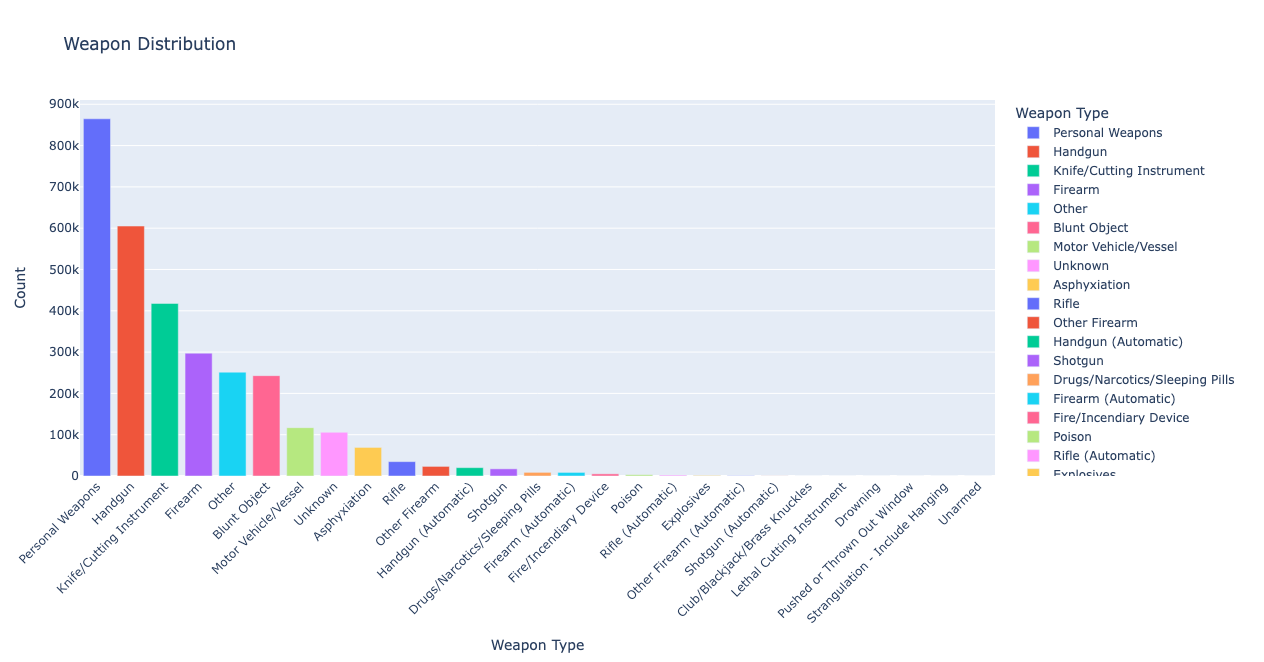 Weapon Distribution
900k
800k
700k
600k
500k
400k
300k
200k
100k
0
Count
Personal Weapons
Handgun
Knife/Cutting Instrument
Firearm
Other
Blunt Object
Motor Vehicle/Vessel
Unknown
Asphyxiation
Rifle
Other Firearm
Handgun (Automatic)
Shotgun
Drugs/Narcotics/Sleeping Pills
Firearm (Automatic)
Fire/Incendiary Device
Poison
Rifle (Automatic)
Explosives
Other Firearm (Automatic)
Shotgun (Automatic)
Club/Blackjack/Brass Knuckles
Lethal Cutting Instrument
Drowning
Pushed or Thrown Out Window
Strangulation - Include Hanging
Unarmed
Weapon Type
Weapon Type
Personal Weapons
Handgun
Knife/Cutting Instrument
Firearm
Other
Blunt Object
Motor Vehicle/Vessel
Unknown
Asphyxiation
Rifle
Other Firearm
Handgun (Automatic)
Shotgun
Drugs/Narcotics/Sleeping Pills
Firearm (Automatic)
Fire/Incendiary Device
Poison
Rifle (Automatic)
Explosives